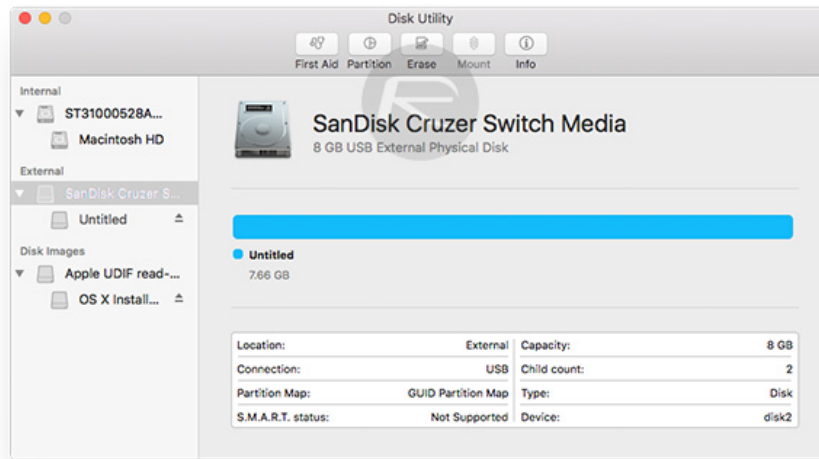 Disk Utility
First Aid Partition Erase Mount Info
Internal
ST31000528A...
Macintosh HD
External
SanDisk Cruzer S...
Untitled
Disk Images
Apple UDIF read-...
OS X Install...
SanDisk Cruzer Switch Media
8 GB USB External Physical Disk
Untitled
7.66 GB
Location: External Capacity: 8 GB
Connection: USB Child count: 2
Partition Map: GUID Partition Map Type: Disk
S.M.A.R.T. status: Not Supported Device: disk2